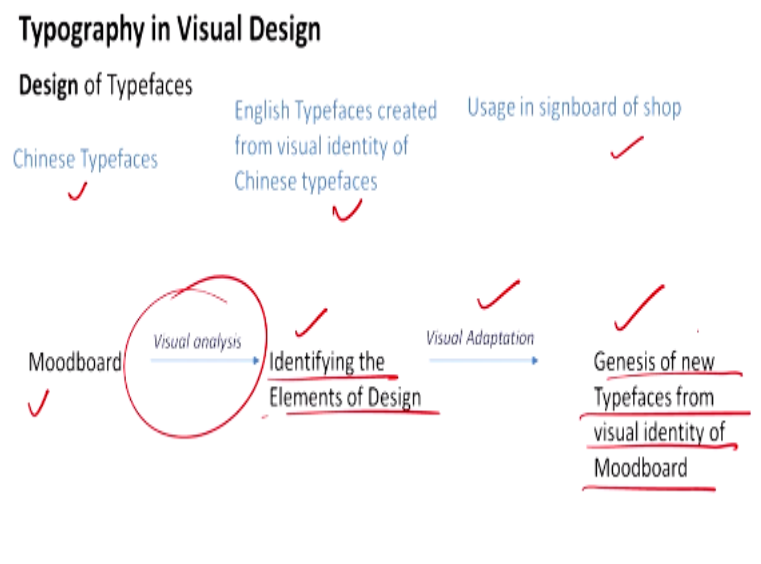 Typography in Visual Design
Design of Typefaces
Chinese Typefaces
English Typefaces created
from visual identity of
Chinese typefaces
Usage in signboard of shop
Moodboard
Visual analysis
Identifying the
Elements of Design
Visual Adaptation
Genesis of new
Typefaces from
visual identity of
Moodboard